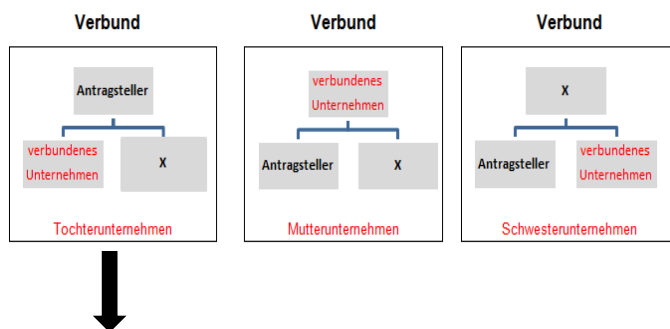 Verbund
Antragsteller
verbundenes
Unternehmen
X
Tochterunternehmen
Verbund
verbundenes
Unternehmen
Antragsteller
X
Mutterunternehmen
Verbund
X
Antragsteller
verbundenes
Unternehmen
Schwesterunternehmen